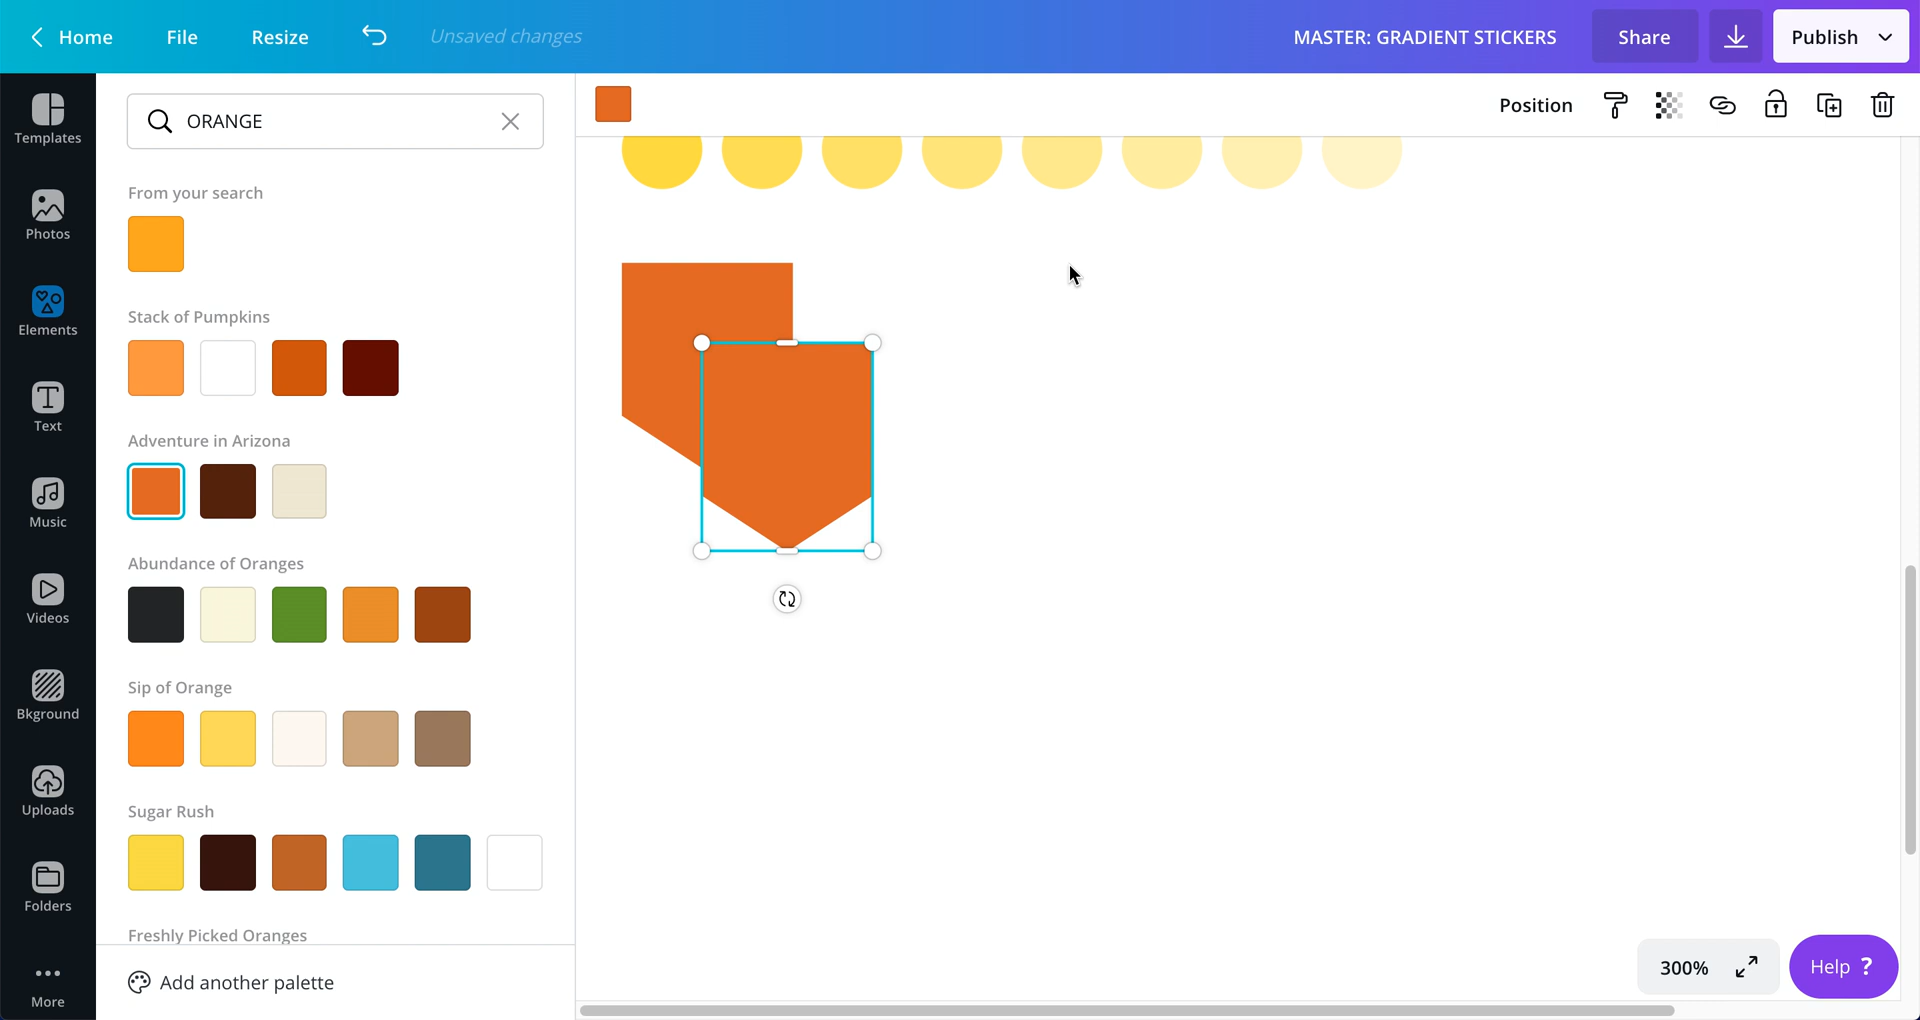 Home File Resize Unsaved changes MASTER: GRADIENT STICKERS Share Publish
Templates
Photos
Elements
Text
Music
Videos
Bkground
Uploads
Folders
More
ORANGE
From your search
Stack of Pumpkins
Adventure in Arizona
Abundance of Oranges
Sip of Orange
Sugar Rush
Freshly Picked Oranges
Add another palette
Position
300%
Help ?